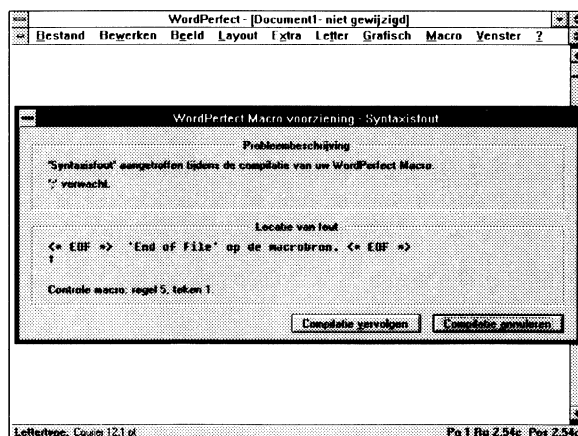 WordPerfect - [Document1- niet gewijzigd]
Bestand Bewerken Beeld Layout Extra Letter Grafisch Macro Venster ?
WordPerfect Macro voorziening - Syntaxisfout
Probleembeschrijving
"Syntaxisfout" aangetroffen tijdens de compilatie van uw WordPerfect Macro.
";" verwacht.
Locatie van fout
<* EOF *> 'End of File' op de macrobron. <* EOF *>
↑
Controle macro: regel 5, teken 1
Compilatie vervolgen Compilatie annuleren
Lettertype: Courier 12.1 pt Pg 1 Rg 2.54c Pos 2.54c